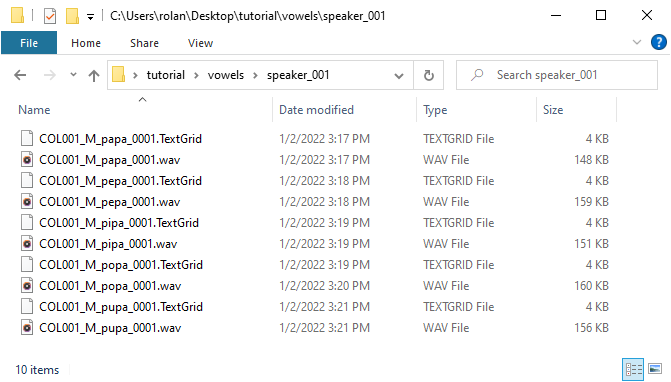 C:\Users\rolan\Desktop\tutorial\vowels\speaker_001
File Home Share View
tutorial vowels speaker_001 Search speaker_001
Name Date modified Type Size
COL001_M_papa_0001.TextGrid 1/2/2022 3:17 PM TEXTGRID File 4 KB
COL001_M_papa_0001.wav 1/2/2022 3:17 PM WAV File 148 KB
COL001_M_pepa_0001.TextGrid 1/2/2022 3:18 PM TEXTGRID File 4 KB
COL001_M_pepa_0001.wav 1/2/2022 3:18 PM WAV File 159 KB
COL001_M_pipa_0001.TextGrid 1/2/2022 3:19 PM TEXTGRID File 4 KB
COL001_M_pipa_0001.wav 1/2/2022 3:19 PM WAV File 151 KB
COL001_M_popa_0001.TextGrid 1/2/2022 3:19 PM TEXTGRID File 4 KB
COL001_M_popa_0001.wav 1/2/2022 3:20 PM WAV File 160 KB
COL001_M_pupa_0001.TextGrid 1/2/2022 3:21 PM TEXTGRID File 4 KB
COL001_M_pupa_0001.wav 1/2/2022 3:21 PM WAV File 156 KB
10 items